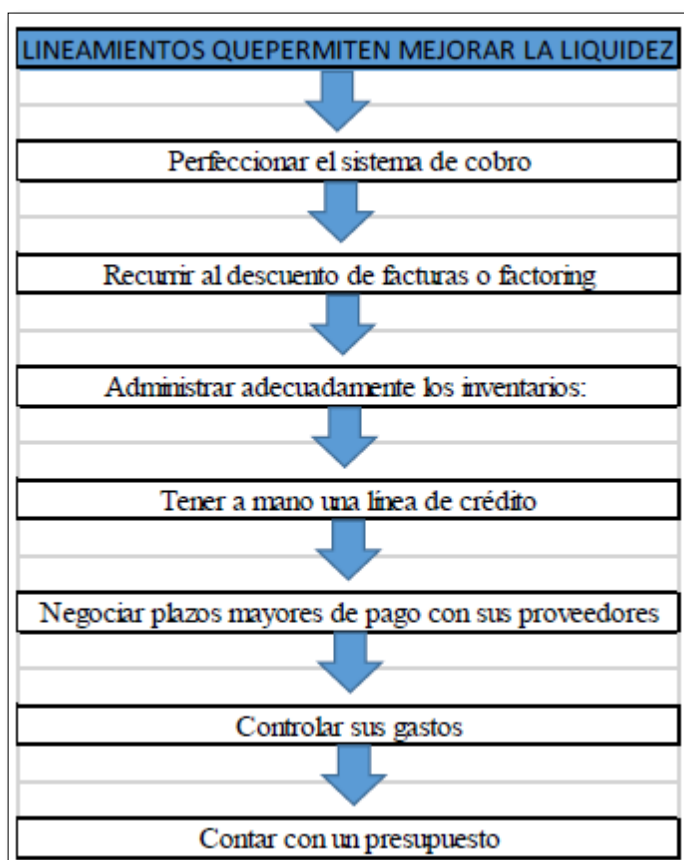 LINEAMIENTOS QUEPERMITEN MEJORAR LA LIQUIDEZ
Perfeccionar el sistema de cobro
Recurrir al descuento de facturas o factoring
Administrar adecuadamente los inventarios:
Tener a mano una línea de crédito
Negociar plazos mayores de pago con sus proveedores
Controlar sus gastos
Contar con un presupuesto